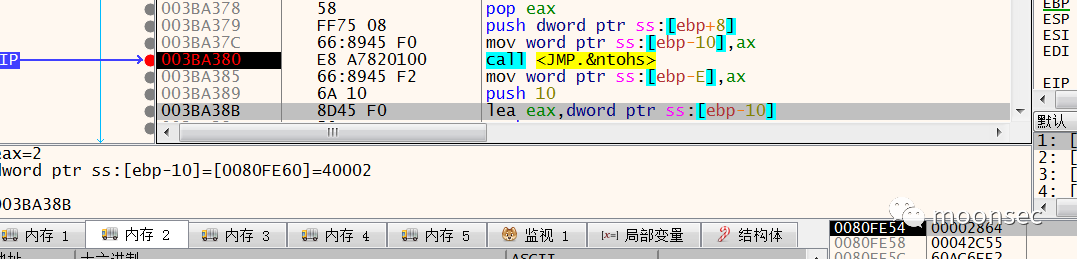 003BA378 58 pop eax
003BA379 FF75 08 push dword ptr ss:[ebp+8]
003BA37C 66:8945 F0 mov word ptr ss:[ebp-10],ax
EIP 003BA380 E8 A7820100 call <JMP.&ntohs>
003BA385 66:8945 F2 mov word ptr ss:[ebp-E],ax
003BA389 6A 10 push 10
003BA38B 8D45 F0 lea eax,dword ptr ss:[ebp-10]
EBP
ESP
ESI
EDI
EIP
默认
1: [
2: [
3: [
4: [
eax=2
dword ptr ss:[ebp-10]=[0080FE60]=40002
003BA38B
moonsec
内存 1 内存 2 内存 3 内存 4 内存 5 监视 1 [x=] 局部变量 结构体
地址 十六进制 ASCII
0080FE54 00002864
0080FE58 00042C55
0080FE5C 60AC6EE2